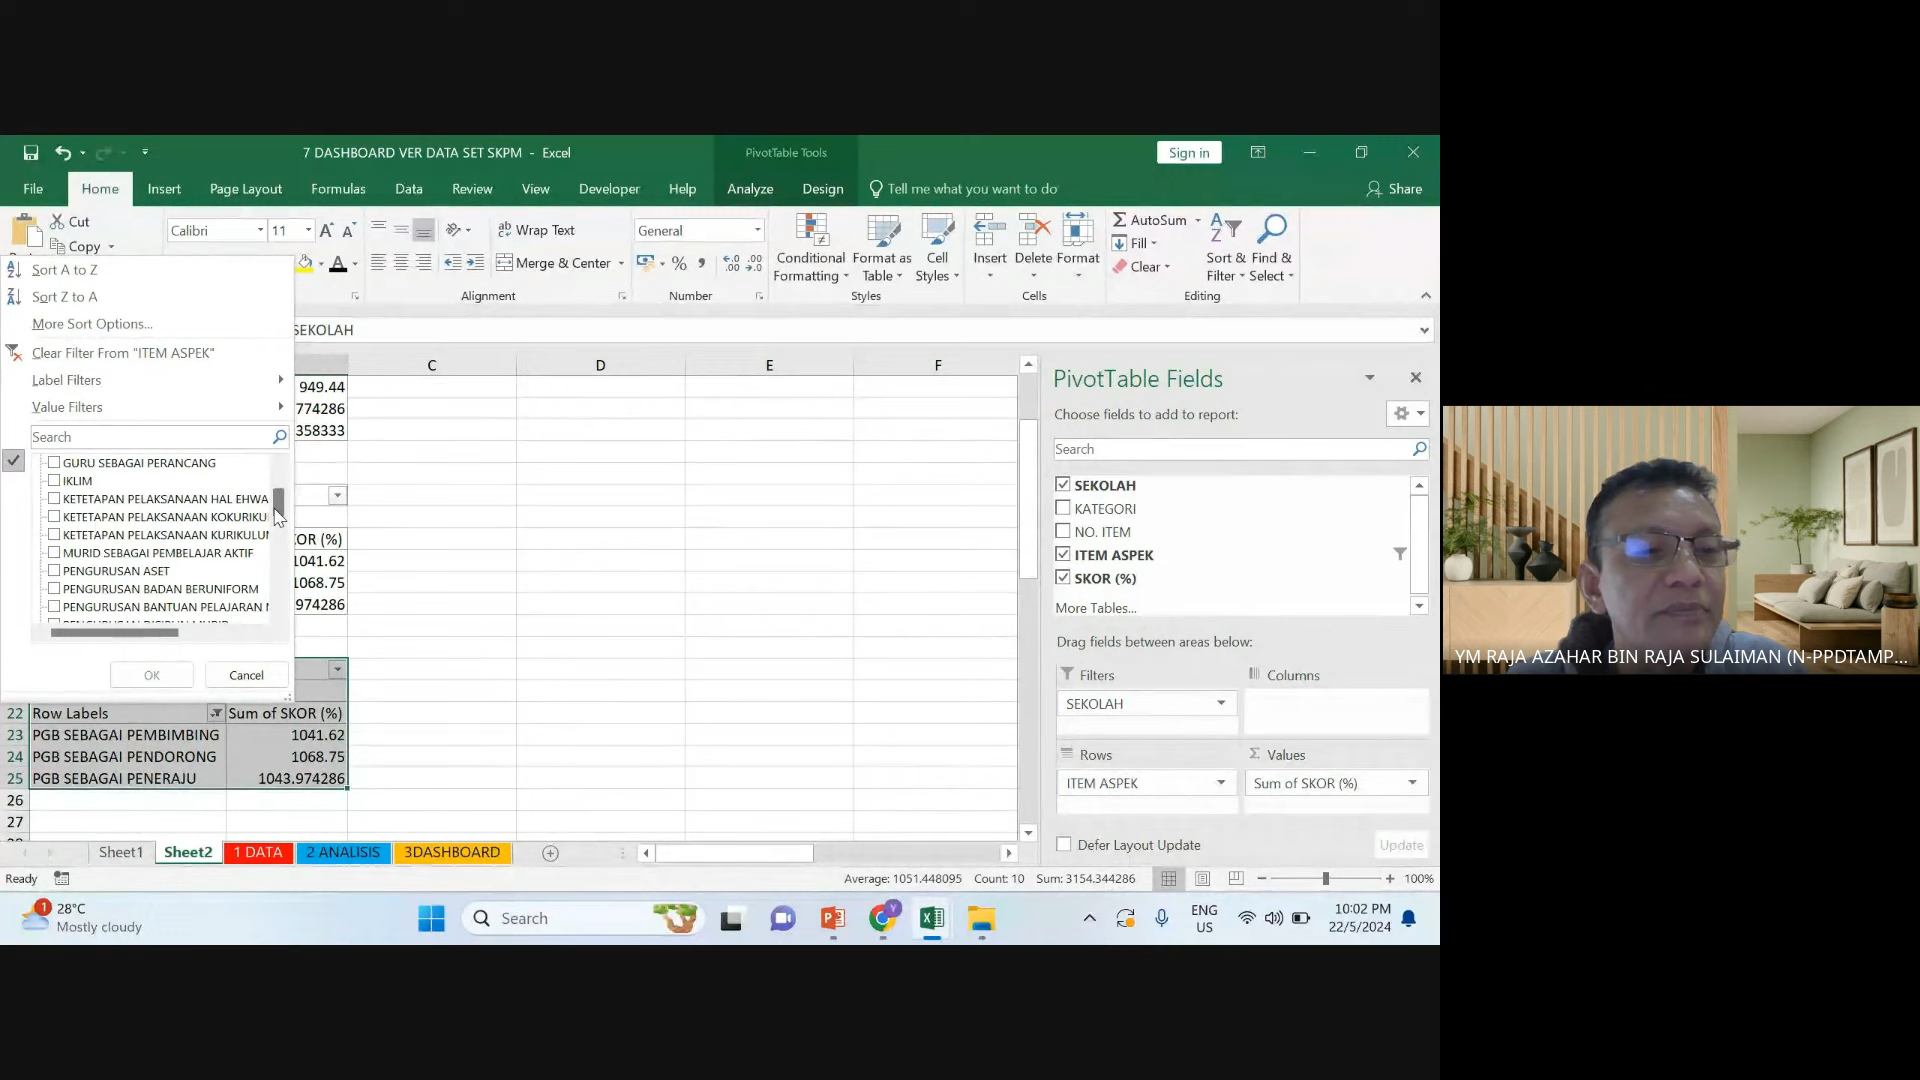 7 DASHBOARD VER DATA SET SKPM - Excel
PivotTable Tools
Sign in
File Home Insert Page Layout Formulas Data Review View Developer Help Analyze Design Tell me what you want to do Share
Cut
Copy
Calibri 11
Wrap Text
Merge & Center
General
Conditional Formatting
Format as Table
Cell Styles
Insert Delete Format
AutoSum
Fill
Clear
Sort & Filter
Find & Select
Alignment Number Styles Cells Editing
SEKOLAH
Sort A to Z
Sort Z to A
More Sort Options...
Clear Filter From "ITEM ASPEK"
Label Filters
Value Filters
Search
GURU SEBAGAI PERANCANG
IKLIM
KETETAPAN PELAKSANAAN HAL EHWA
KETETAPAN PELAKSANAAN KOKURIKU
KETETAPAN PELAKSANAAN KURIKULU
MURID SEBAGAI PEMBELAJAR AKTIF
PENGURUSAN ASET
PENGURUSAN BADAN BERUNIFORM
PENGURUSAN BANTUAN PELAJARAN
OK Cancel
C D E F
949.44
774286
358333
OR (%)
1041.62
1068.75
974286
22 Row Labels Sum of SKOR (%)
23 PGB SEBAGAI PEMBIMBING 1041.62
24 PGB SEBAGAI PENDORONG 1068.75
25 PGB SEBAGAI PENERAJU 1043.974286
26
27
PivotTable Fields
Choose fields to add to report:
Search
SEKOLAH
KATEGORI
NO. ITEM
ITEM ASPEK
SKOR (%)
More Tables...
Drag fields between areas below:
Filters Columns
SEKOLAH
Rows Σ Values
ITEM ASPEK Sum of SKOR (%)
Defer Layout Update Update
Sheet1 Sheet2 1 DATA 2 ANALISIS 3DASHBOARD
Ready Average: 1051.448095 Count: 10 Sum: 3154.344286 100%
1
28°C
Mostly cloudy
Search
ENG
US
10:02 PM
22/5/2024
YM RAJA AZAHAR BIN RAJA SULAIMAN (N-PPDTAMP...